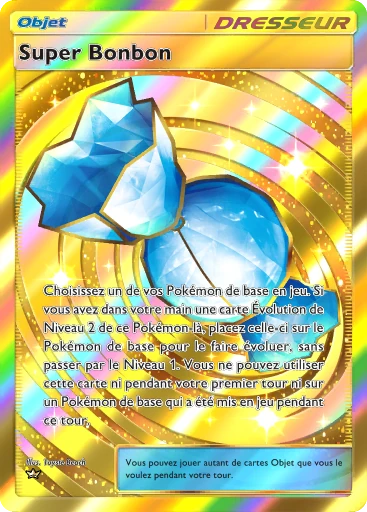 Objet
DRESSEUR
Super Bonbon
Choisissez un de vos Pokémon de base en jeu. Si
vous avez dans votre main une carte Évolution de
Niveau 2 de ce Pokémon-là, placez celle-ci sur le
Pokémon de base pour le faire évoluer, sans
passer par le Niveau 1. Vous ne pouvez utiliser
cette carte ni pendant votre premier tour ni sur
un Pokémon de base qui a été mis en jeu pendant
ce tour.
Vous pouvez jouer autant de cartes Objet que vous le
voulez pendant votre tour.